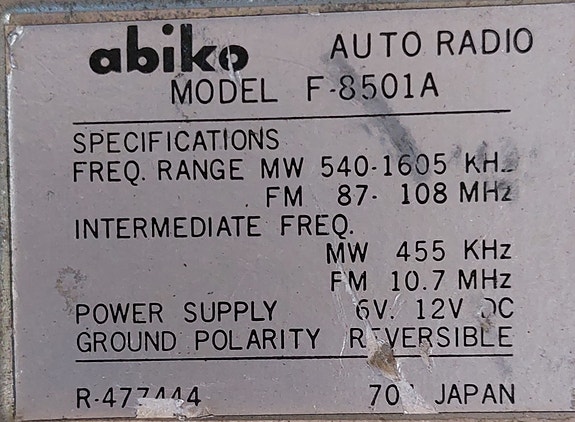 abiko AUTO RADIO
MODEL F-8501A
SPECIFICATIONS
FREQ. RANGE MW 540-1605 KHz
FM 87- 108 MHz
INTERMEDIATE FREQ.
MW 455 KHz
FM 10.7 MHz
POWER SUPPLY 6V. 12V DC
GROUND POLARITY REVERSIBLE
R-477444
JAPAN